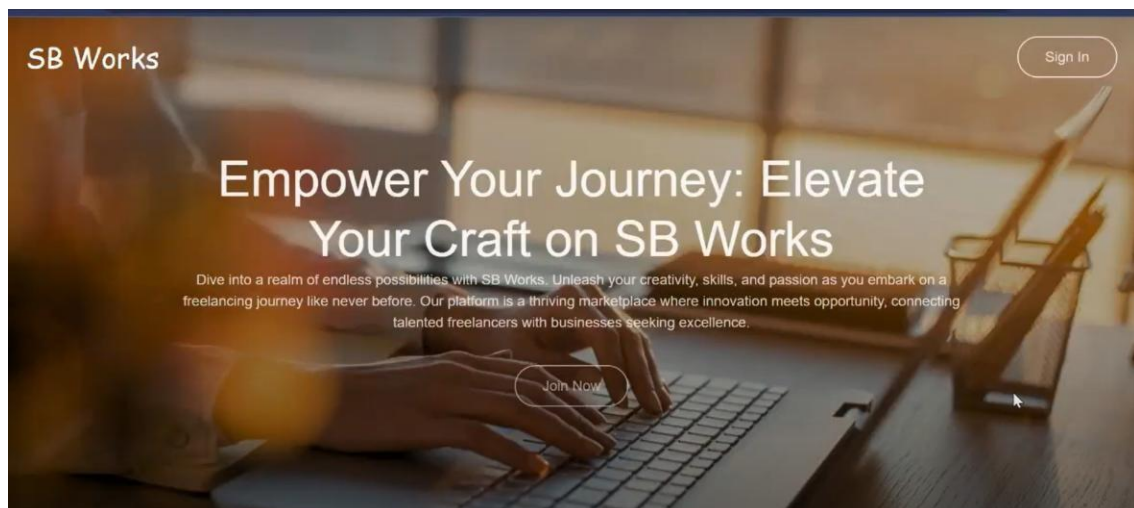 SB Works
Sign In
Empower Your Journey: Elevate
Your Craft on SB Works
Dive into a realm of endless possibilities with SB Works. Unleash your creativity, skills, and passion as you embark on a
freelancing journey like never before. Our platform is a thriving marketplace where innovation meets opportunity, connecting
talented freelancers with businesses seeking excellence.
Join Now